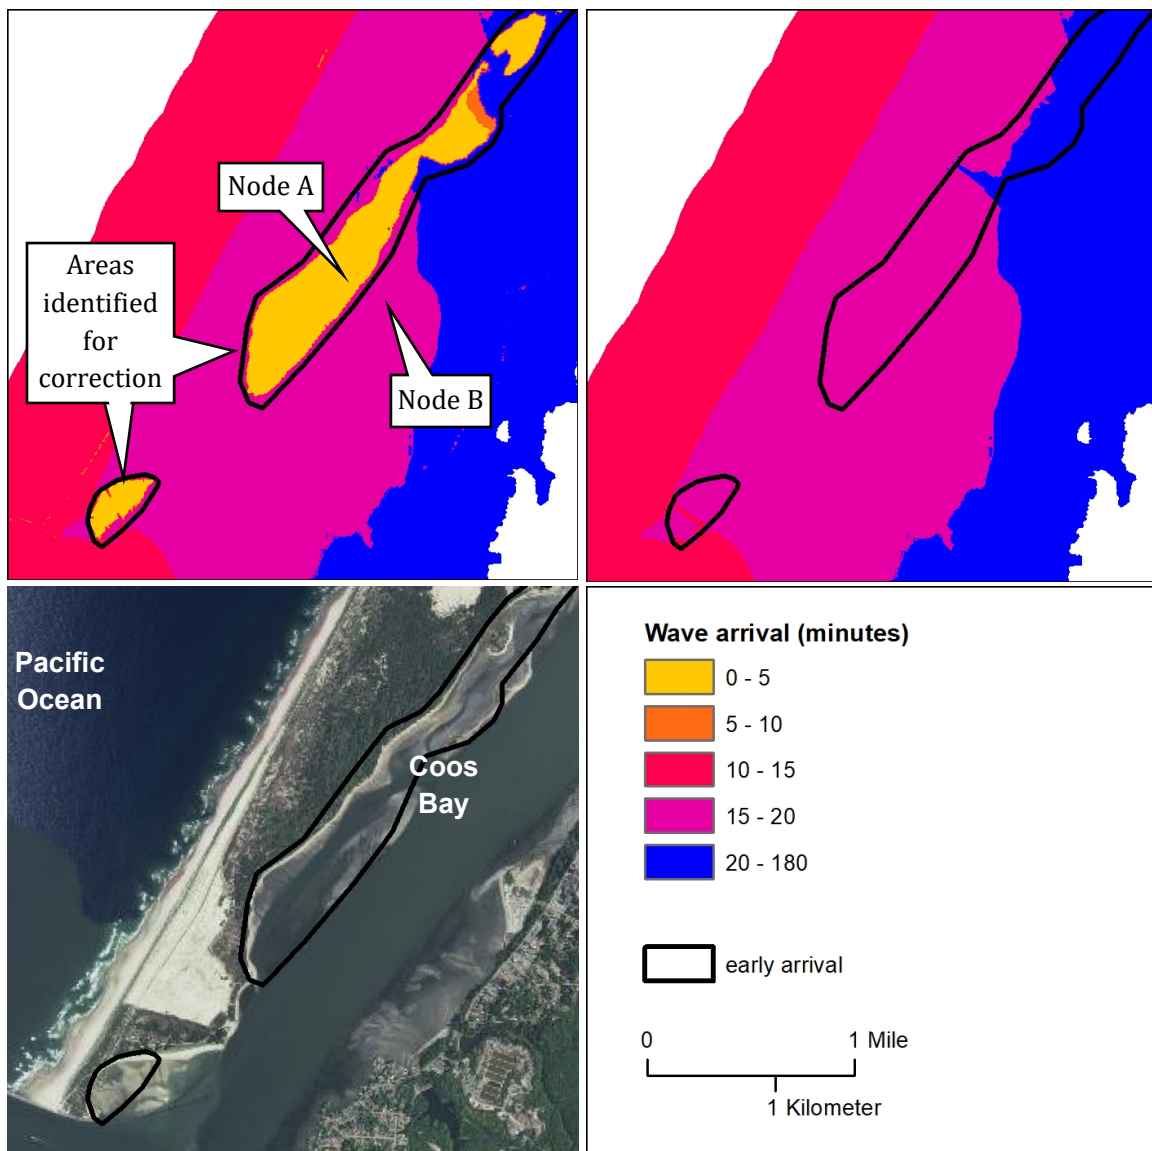 Node A
Areas
identified
for
correction
Node B
Pacific
Ocean
Coos
Bay
Wave arrival (minutes)
0 - 5
5 - 10
10 - 15
15 - 20
20 - 180
early arrival
0 1 Mile
1 Kilometer